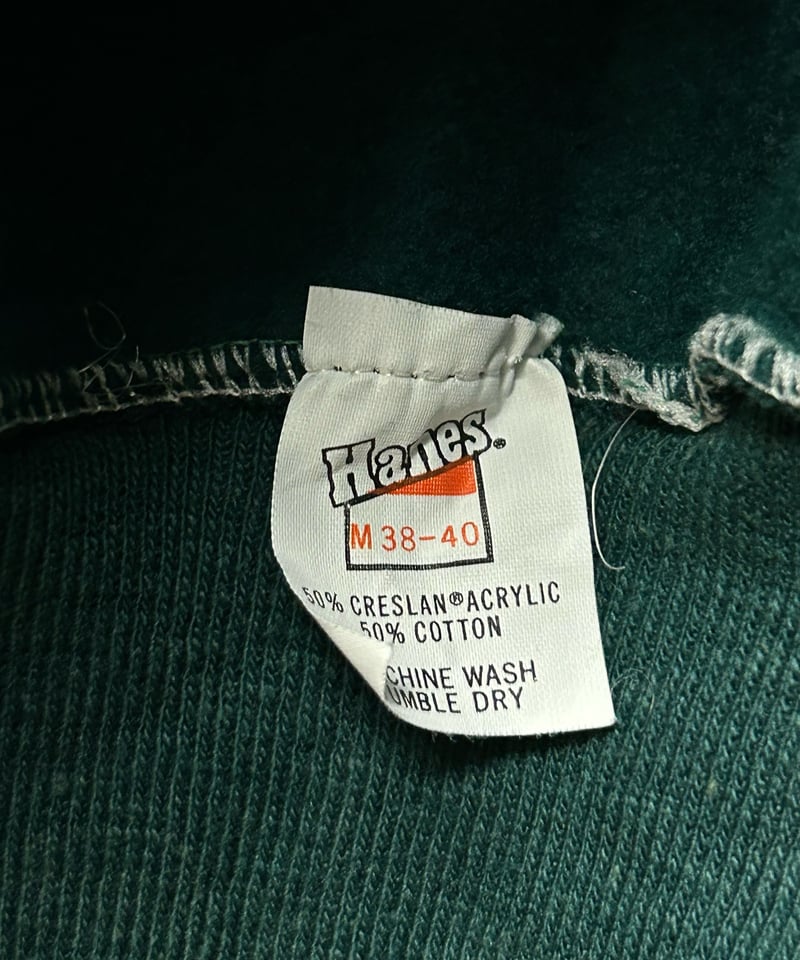 Hanes®
M 38-40
50% CRESLAN® ACRYLIC
50% COTTON
CHINE WASH
UMBLE DRY